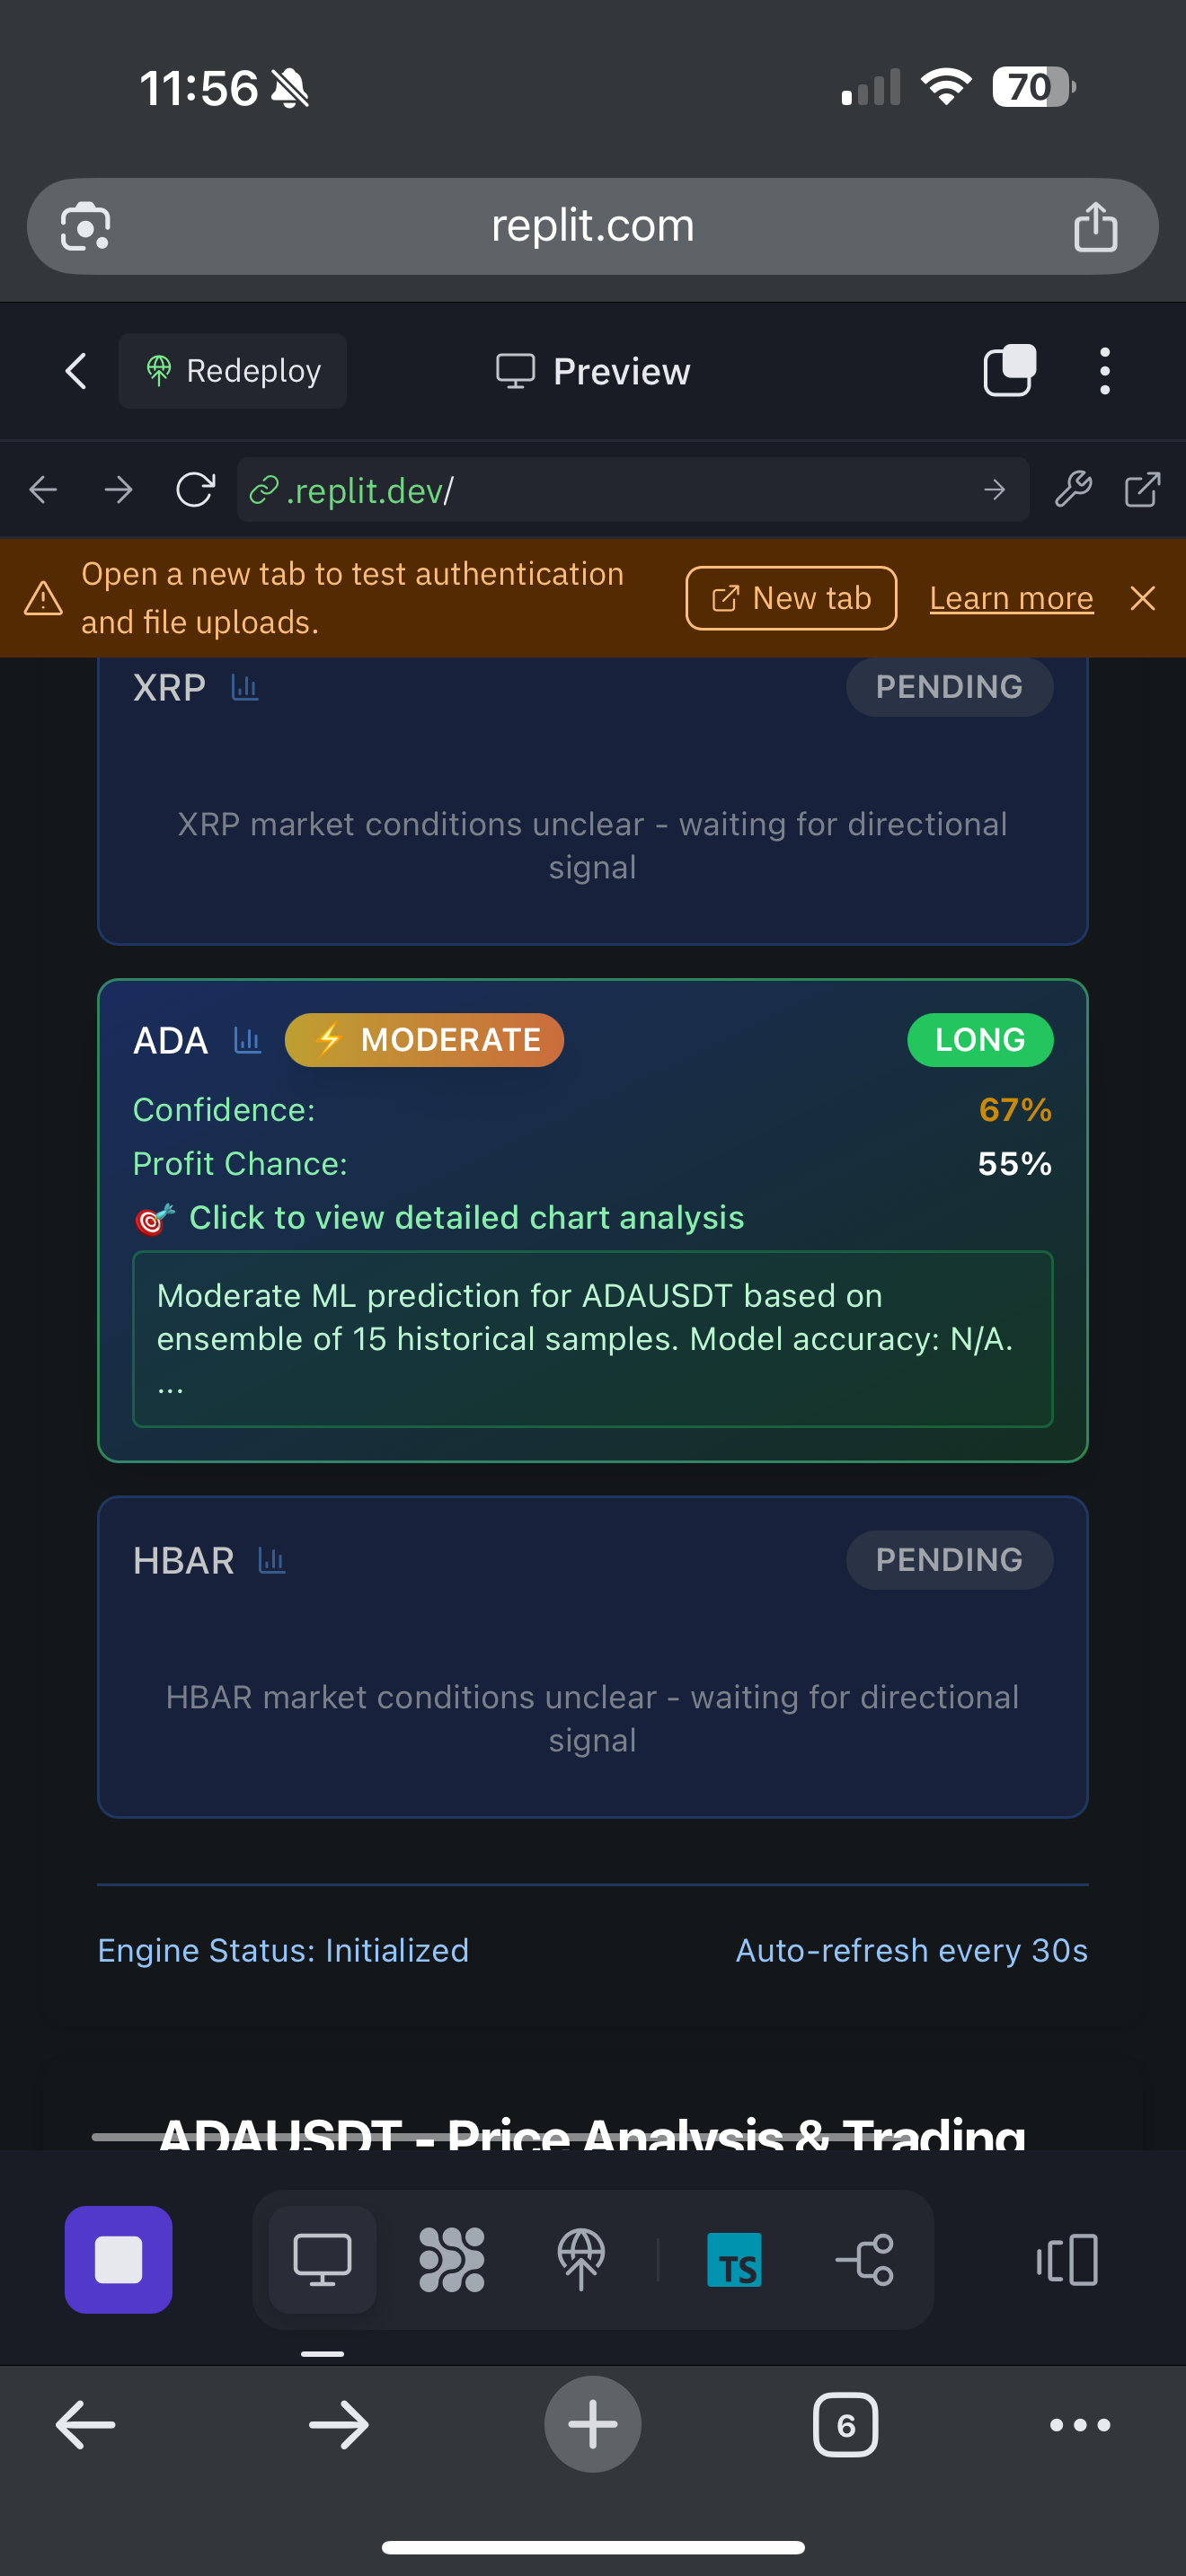 11:56
70
replit.com
Redeploy
Preview
.replit.dev/
Open a new tab to test authentication
and file uploads.
New tab
Learn more
XRP
PENDING
XRP market conditions unclear - waiting for directional
signal
ADA
⚡ MODERATE
LONG
Confidence:
67%
Profit Chance:
55%
🎯 Click to view detailed chart analysis
Moderate ML prediction for ADAUSDT based on
ensemble of 15 historical samples. Model accuracy: N/A.
...
HBAR
PENDING
HBAR market conditions unclear - waiting for directional
signal
Engine Status: Initialized
Auto-refresh every 30s
ADAUSDT - Price Analysis & Trading
TS
6